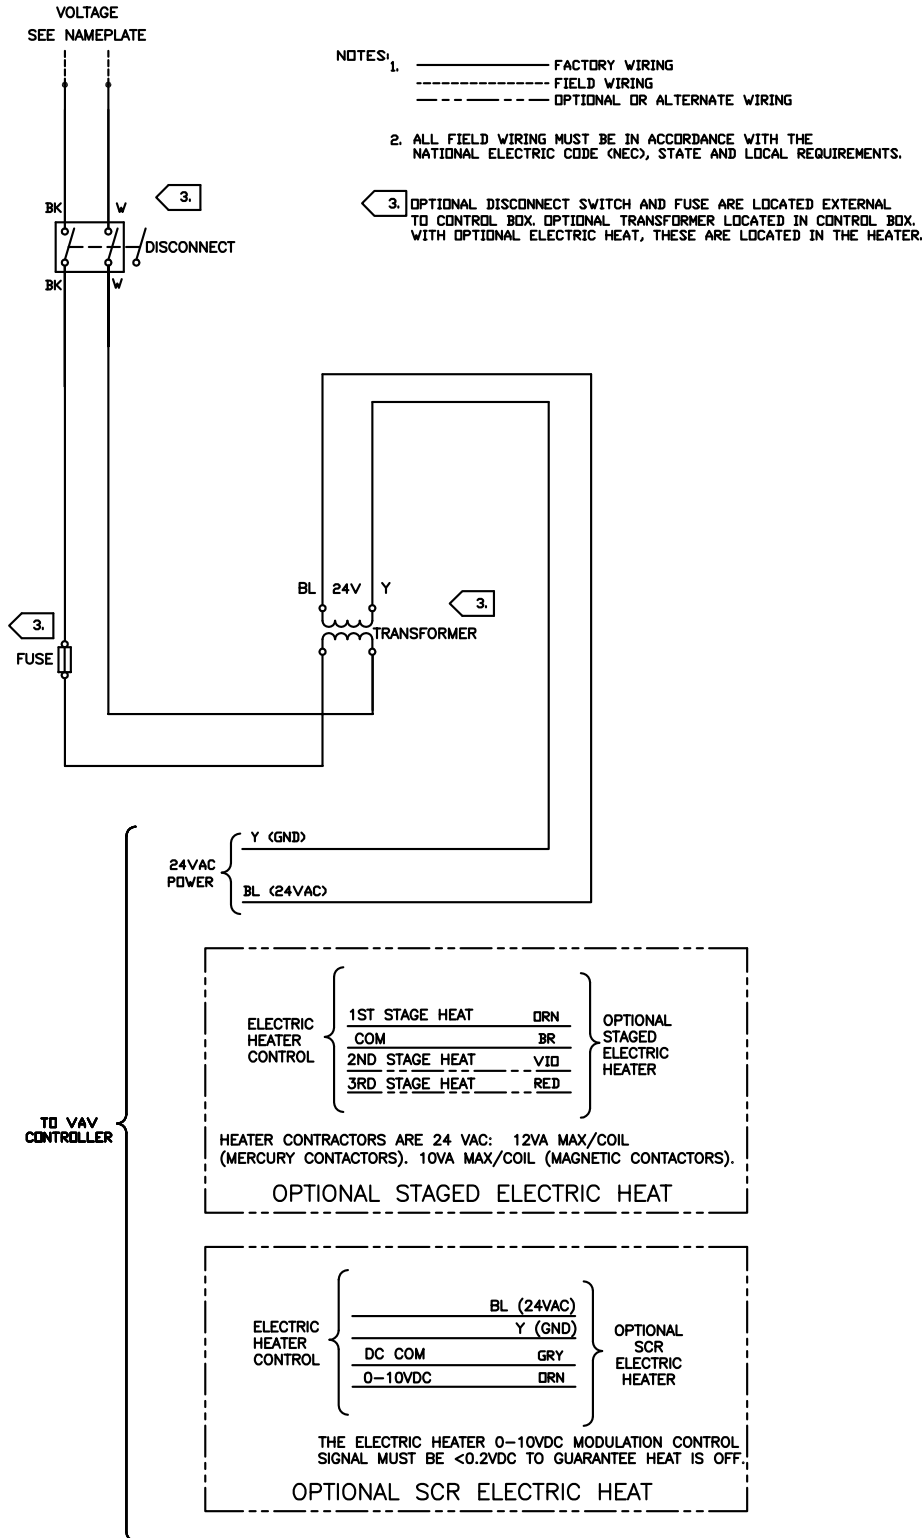 VOLTAGE
SEE NAMEPLATE
NOTES:
1. FACTORY WIRING
FIELD WIRING
OPTIONAL OR ALTERNATE WIRING
2. ALL FIELD WIRING MUST BE IN ACCORDANCE WITH THE
NATIONAL ELECTRIC CODE (NEC), STATE AND LOCAL REQUIREMENTS.
3. OPTIONAL DISCONNECT SWITCH AND FUSE ARE LOCATED EXTERNAL
TO CONTROL BOX. OPTIONAL TRANSFORMER LOCATED IN CONTROL BOX.
WITH OPTIONAL ELECTRIC HEAT, THESE ARE LOCATED IN THE HEATER.
3.
BK W
DISCONNECT
BK W
BL 24V Y
3.
TRANSFORMER
3.
FUSE
Y (GND)
24VAC
POWER
BL (24VAC)
TO VAV
CONTROLLER
ELECTRIC
HEATER
CONTROL
1ST STAGE HEAT ORN
COM BR
2ND STAGE HEAT VIO
3RD STAGE HEAT RED
OPTIONAL
STAGED
ELECTRIC
HEATER
HEATER CONTRACTORS ARE 24 VAC: 12VA MAX/COIL
(MERCURY CONTACTORS). 10VA MAX/COIL (MAGNETIC CONTACTORS).
OPTIONAL STAGED ELECTRIC HEAT
ELECTRIC
HEATER
CONTROL
BL (24VAC)
Y (GND)
DC COM GRY
0-10VDC ORN
OPTIONAL
SCR
ELECTRIC
HEATER
THE ELECTRIC HEATER 0-10VDC MODULATION CONTROL
SIGNAL MUST BE <0.2VDC TO GUARANTEE HEAT IS OFF.
OPTIONAL SCR ELECTRIC HEAT